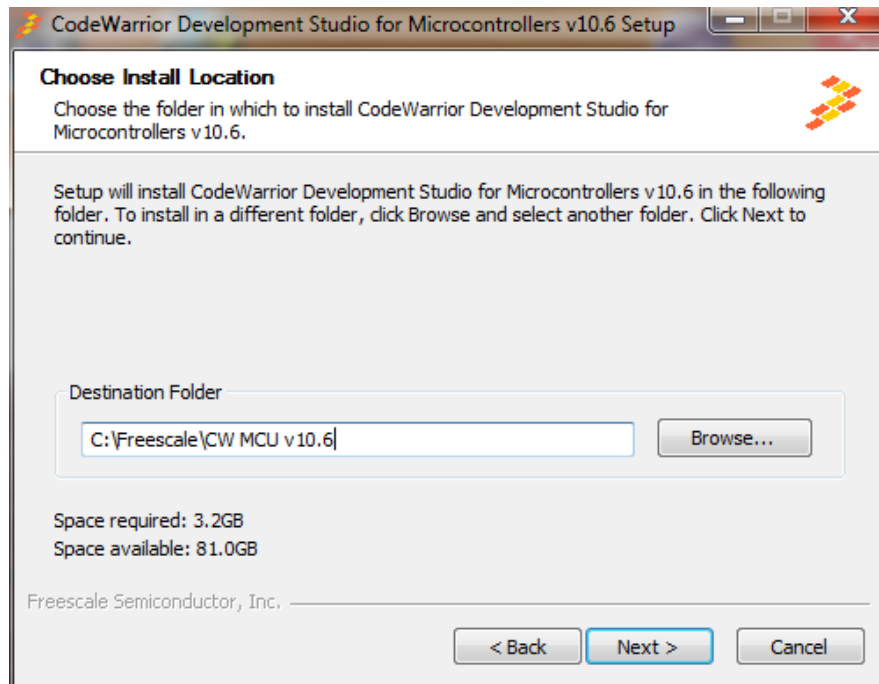 CodeWarrior Development Studio for Microcontrollers v10.6 Setup
Choose Install Location
Choose the folder in which to install CodeWarrior Development Studio for
Microcontrollers v10.6.
Setup will install CodeWarrior Development Studio for Microcontrollers v10.6 in the following
folder. To install in a different folder, click Browse and select another folder. Click Next to
continue.
Destination Folder
C:\Freescale\CW MCU v10.6
Browse...
Space required: 3.2GB
Space available: 81.0GB
Freescale Semiconductor, Inc.
< Back Next > Cancel